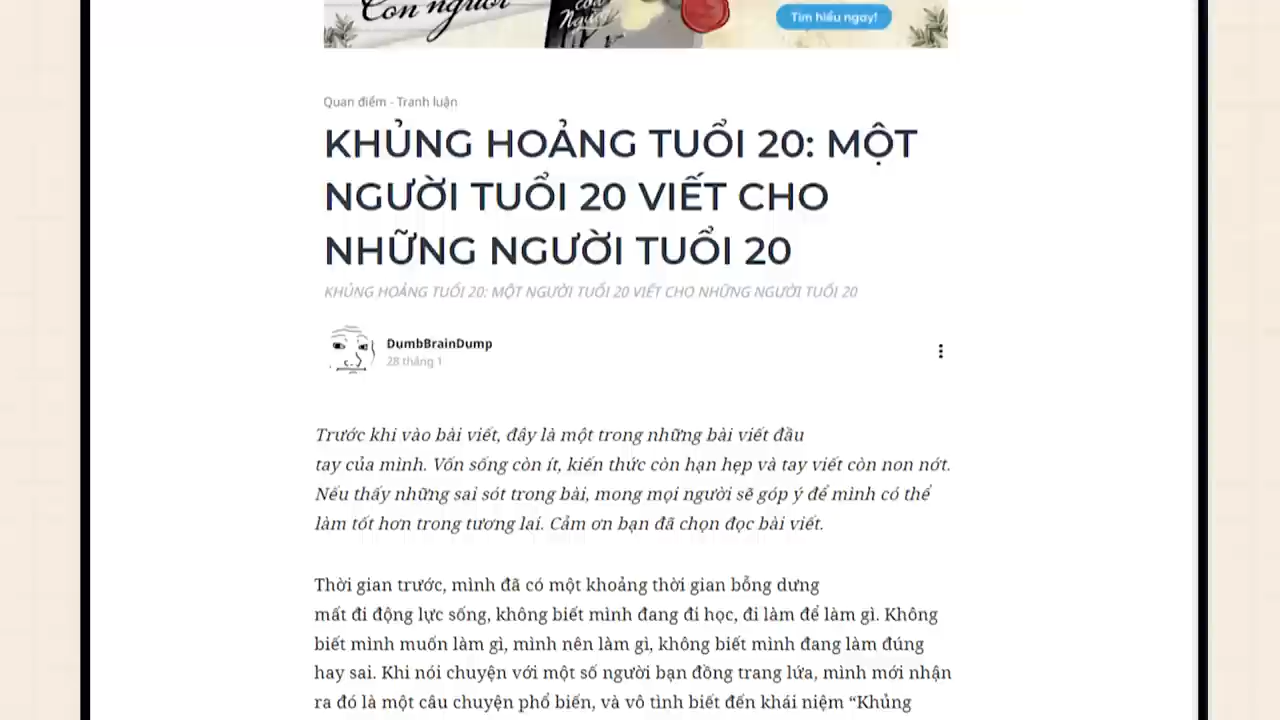 Con người
Tìm hiểu ngay!
Quan điểm - Tranh luận
KHỦNG HOẢNG TUỔI 20: MỘT
NGƯỜI TUỔI 20 VIẾT CHO
NHỮNG NGƯỜI TUỔI 20
KHỦNG HOẢNG TUỔI 20: MỘT NGƯỜI TUỔI 20 VIẾT CHO NHỮNG NGƯỜI TUỔI 20
DumbBrainDump
28 tháng 1
Trước khi vào bài viết, đây là một trong những bài viết đầu
tay của mình. Vốn sống còn ít, kiến thức còn hạn hẹp và tay viết còn non nớt.
Nếu thấy những sai sót trong bài, mong mọi người sẽ góp ý để mình có thể
làm tốt hơn trong tương lai. Cảm ơn bạn đã chọn đọc bài viết.
Thời gian trước, mình đã có một khoảng thời gian bỗng dưng
mất đi động lực sống, không biết mình đang đi học, đi làm để làm gì. Không
biết mình muốn làm gì, mình nên làm gì, không biết mình đang làm đúng
hay sai. Khi nói chuyện với một số người bạn đồng trang lứa, mình mới nhận
ra đó là một câu chuyện phổ biến, và vô tình biết đến khái niệm “Khủng